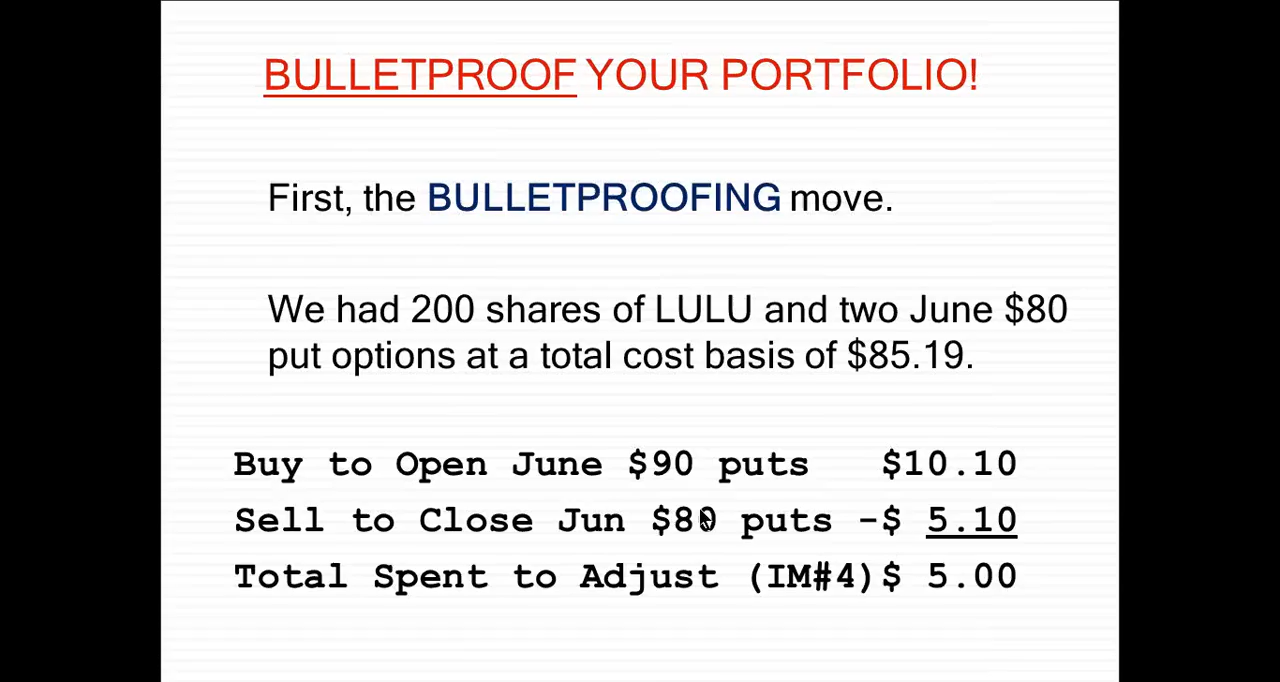 BULLETPROOF YOUR PORTFOLIO!
First, the BULLETPROOFING move.
We had 200 shares of LULU and two June $80
put options at a total cost basis of $85.19.
Buy to Open June $90 puts $10.10
Sell to Close Jun $80 puts -$ 5.10
Total Spent to Adjust (IM#4)$ 5.00